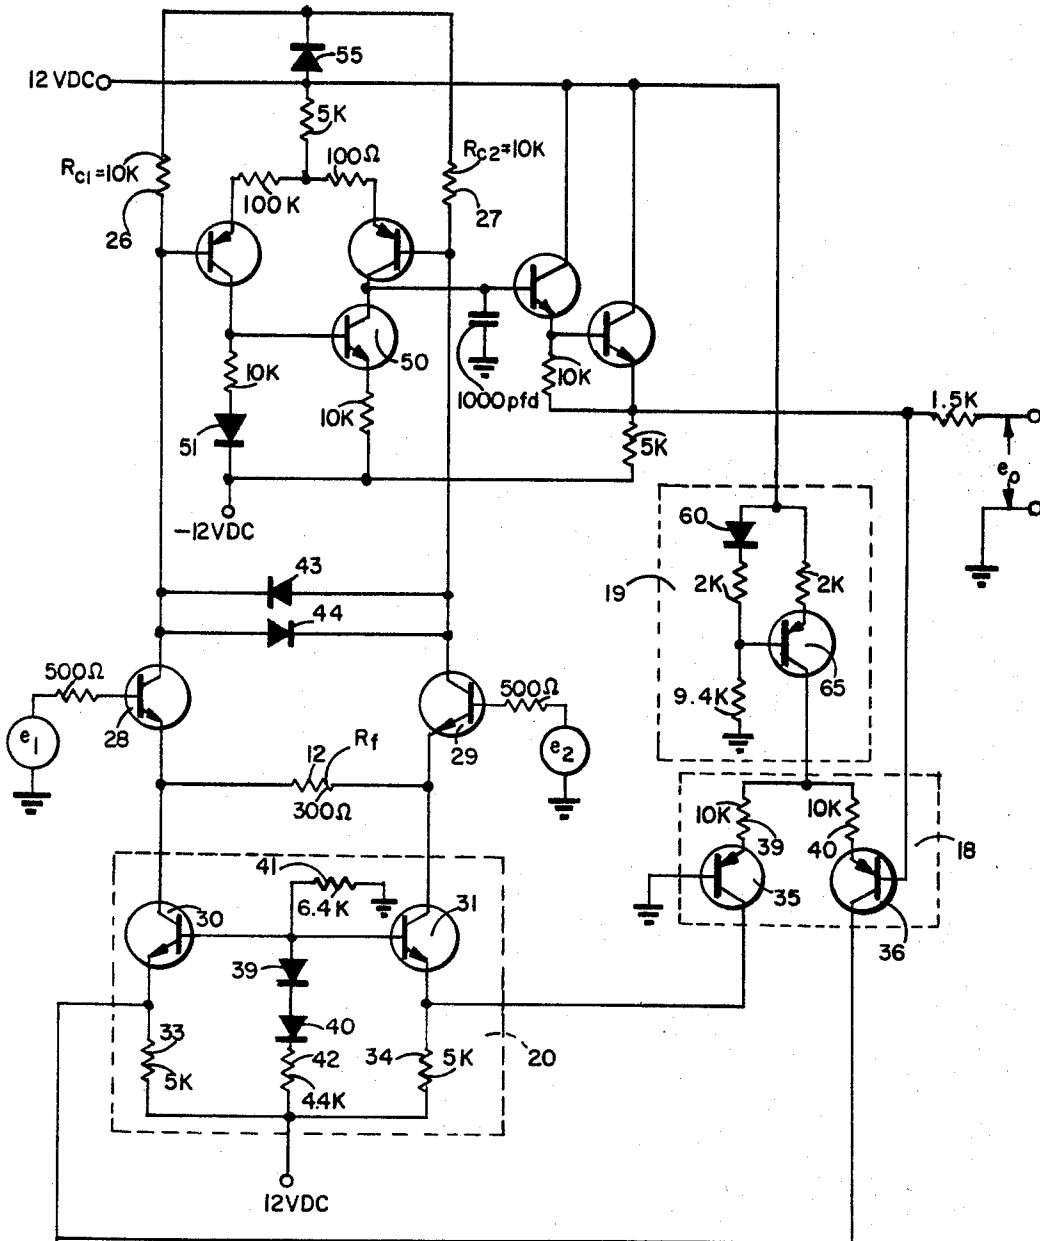 55
12 VDC
5K
100Ω
Rc1=10K
Rc2=10K
100K
26
27
50
10K
10K
1000pfd
10K
1.5K
51
5K
eo
-12VDC
60
43
2K
2K
19
44
500Ω
65
500Ω
9.4K
e1
28
29
e2
12
Rf
300Ω
10K
10K
39
40
18
41
6.4K
30
31
35
36
39
40
20
33
42
34
5K
5K
4.4K
12VDC